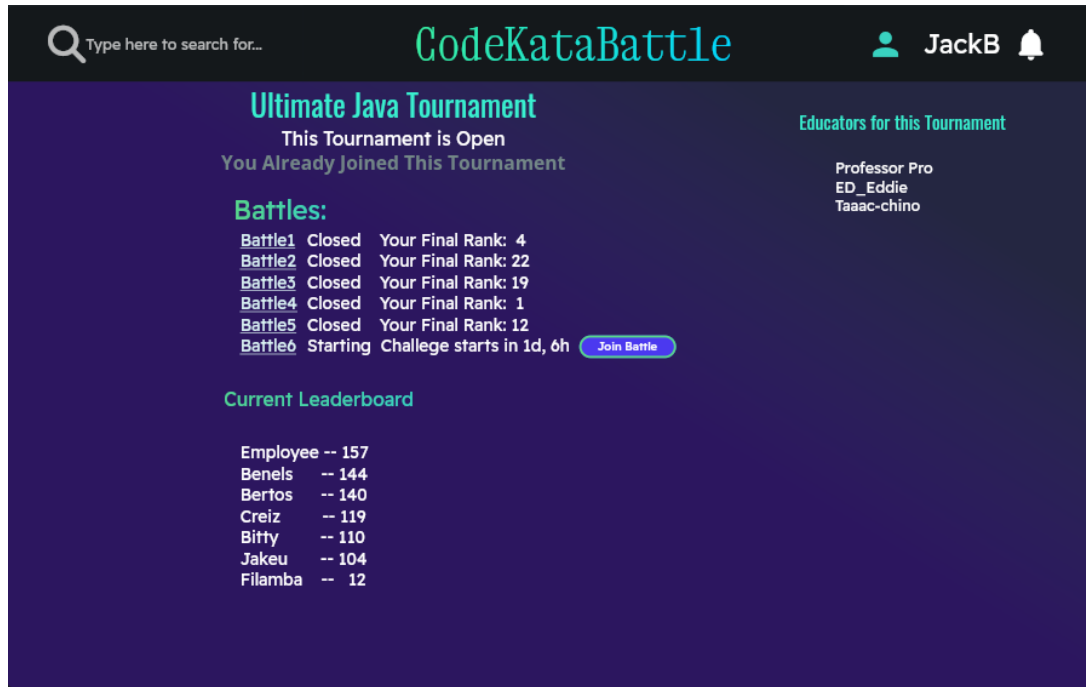 Type here to search for...
CodeKataBattle
JackB
Ultimate Java Tournament
This Tournament is Open
You Already Joined This Tournament
Educators for this Tournament
Professor Pro
ED_Eddie
Taaac-chino
Battles:
Battle1 Closed Your Final Rank: 4
Battle2 Closed Your Final Rank: 22
Battle3 Closed Your Final Rank: 19
Battle4 Closed Your Final Rank: 1
Battle5 Closed Your Final Rank: 12
Battle6 Starting Challege starts in 1d, 6h Join Battle
Current Leaderboard
Employee -- 157
Benels -- 144
Bertos -- 140
Creiz -- 119
Bitty -- 110
Jakeu -- 104
Filamba -- 12